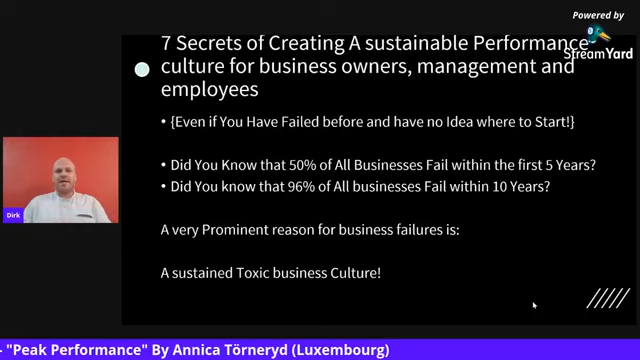 Powered by
StreamYard
7 Secrets of Creating A sustainable Performance
culture for business owners, management and
employees
• {Even if You Have Failed before and have no Idea where to Start!}
• Did You Know that 50% of All Businesses Fail within the first 5 Years?
• Did You know that 96% of All businesses Fail within 10 Years?
A very Prominent reason for business failures is:
A sustained Toxic business Culture!
Dirk
- "Peak Performance" By Annica Törneryd (Luxembourg)